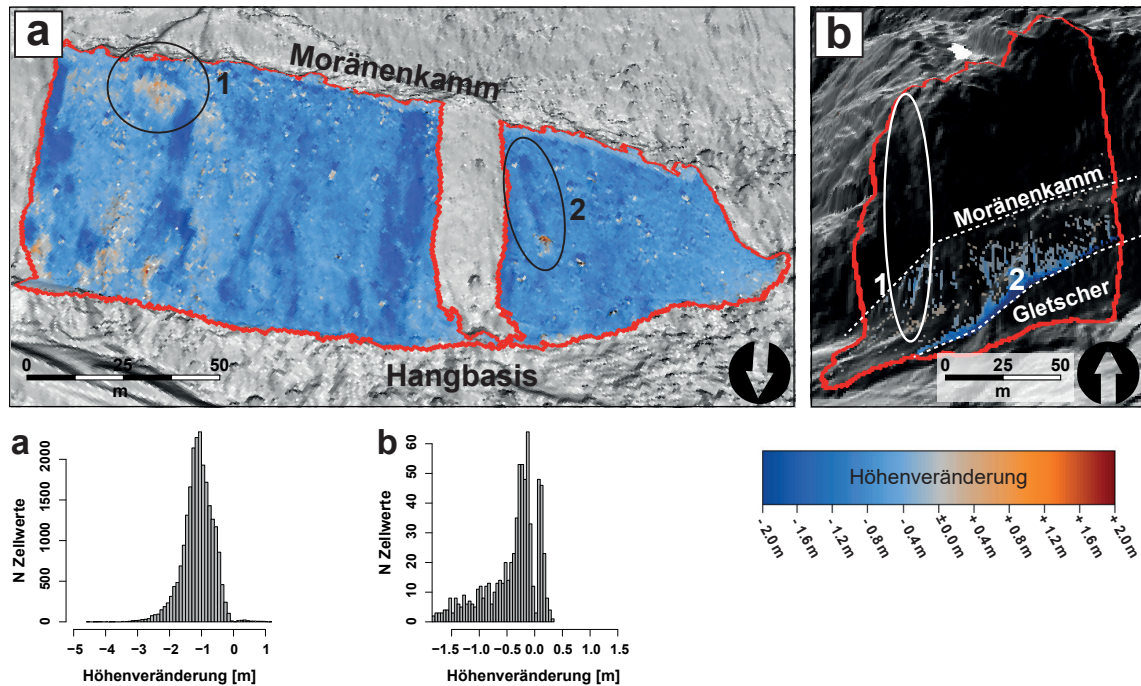 a
Moränenkamm
1
2
0 25 50
m
Hangbasis
b
Moränenkamm
1
2
Gletscher
0 25 50
m
a
N Zellwerte
2000
1500
1000
500
0
−5 −4 −3 −2 −1 0 1
Höhenveränderung [m]
b
N Zellwerte
60
50
40
30
20
10
0
−1.5 −1.0 −0.5 0.0 0.5 1.0 1.5
Höhenveränderung [m]
Höhenveränderung
- 2.0 m
- 1.6 m
- 1.2 m
- 0.8 m
- 0.4 m
± 0.0 m
+ 0.4 m
+ 0.8 m
+ 1.2 m
+ 1.6 m
+ 2.0 m